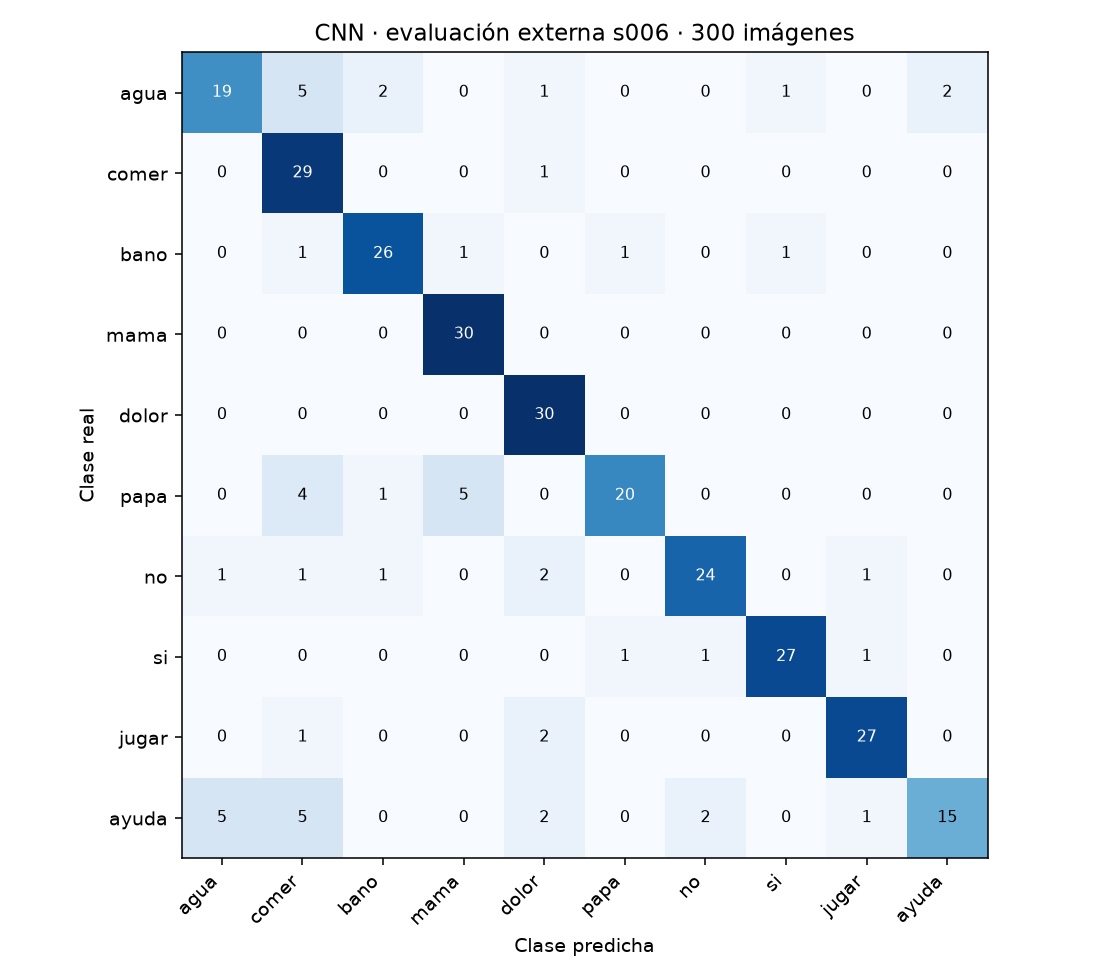 CNN · evaluación externa s006 · 300 imágenes
agua 19 5 2 0 1 0 0 1 0 2
comer 0 29 0 0 1 0 0 0 0 0
bano 0 1 26 1 0 1 0 1 0 0
mama 0 0 0 30 0 0 0 0 0 0
dolor 0 0 0 0 30 0 0 0 0 0
papa 0 4 1 5 0 20 0 0 0 0
no 1 1 1 0 2 0 24 0 1 0
si 0 0 0 0 0 1 1 27 1 0
jugar 0 1 0 0 2 0 0 0 27 0
ayuda 5 5 0 0 2 0 2 0 1 15
Clase real
agua comer bano mama dolor papa no si jugar ayuda
Clase predicha